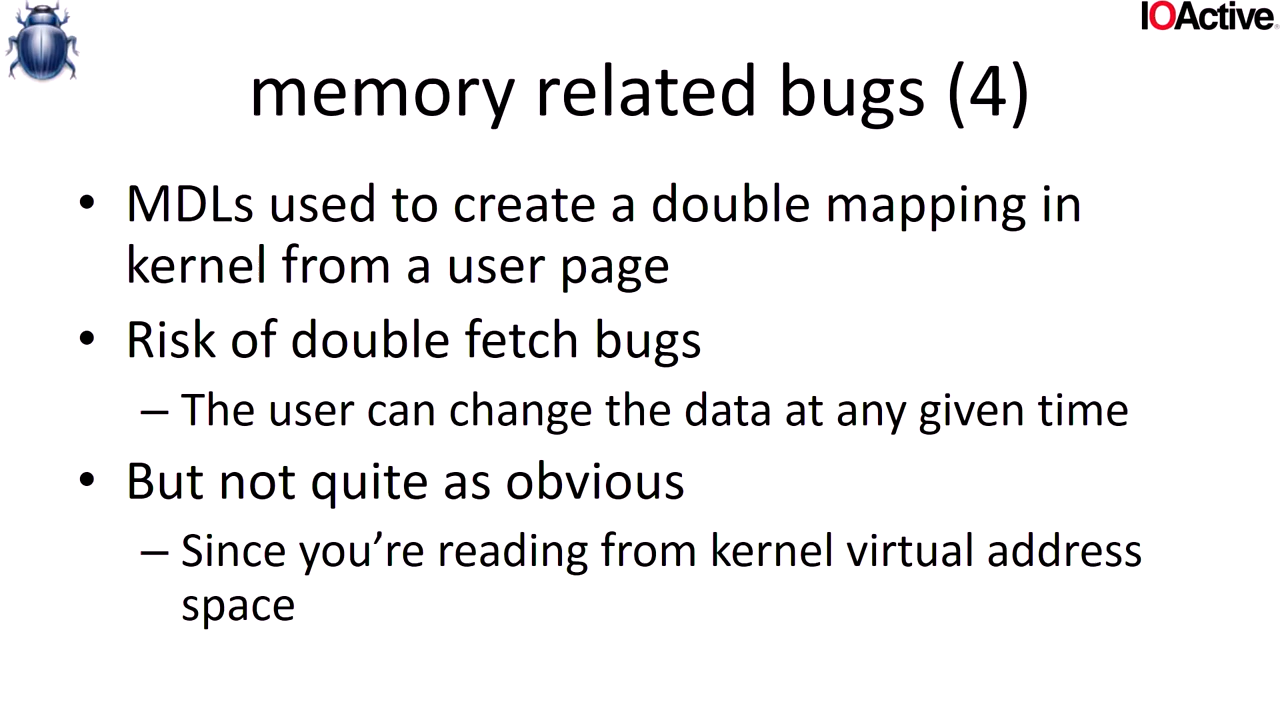 IOActive
memory related bugs (4)
• MDLs used to create a double mapping in
kernel from a user page
• Risk of double fetch bugs
– The user can change the data at any given time
• But not quite as obvious
– Since you’re reading from kernel virtual address
space